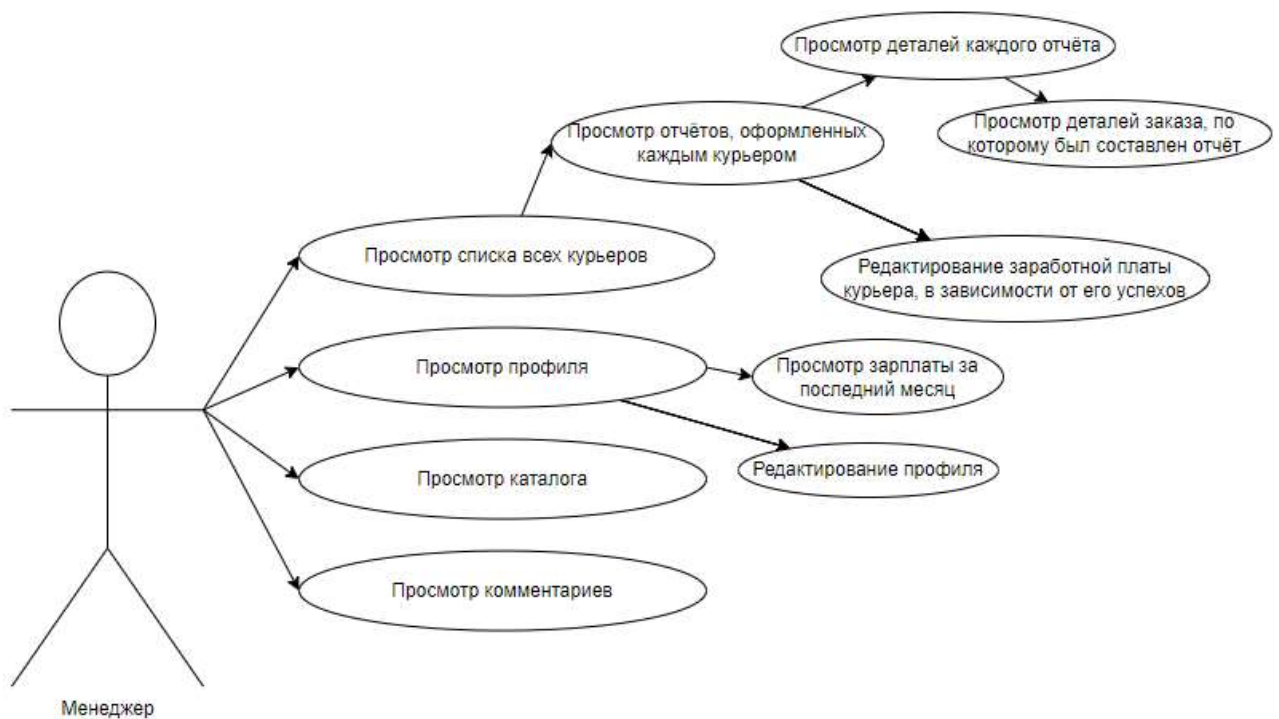 Просмотр деталей каждого отчёта
Просмотр деталей заказа, по
которому был составлен отчёт
Просмотр отчётов, оформленных
каждым курьером
Просмотр списка всех курьеров
Редактирование заработной платы
курьера, в зависимости от его успехов
Просмотр профиля
Просмотр зарплаты за
последний месяц
Редактирование профиля
Просмотр каталога
Просмотр комментариев
Менеджер